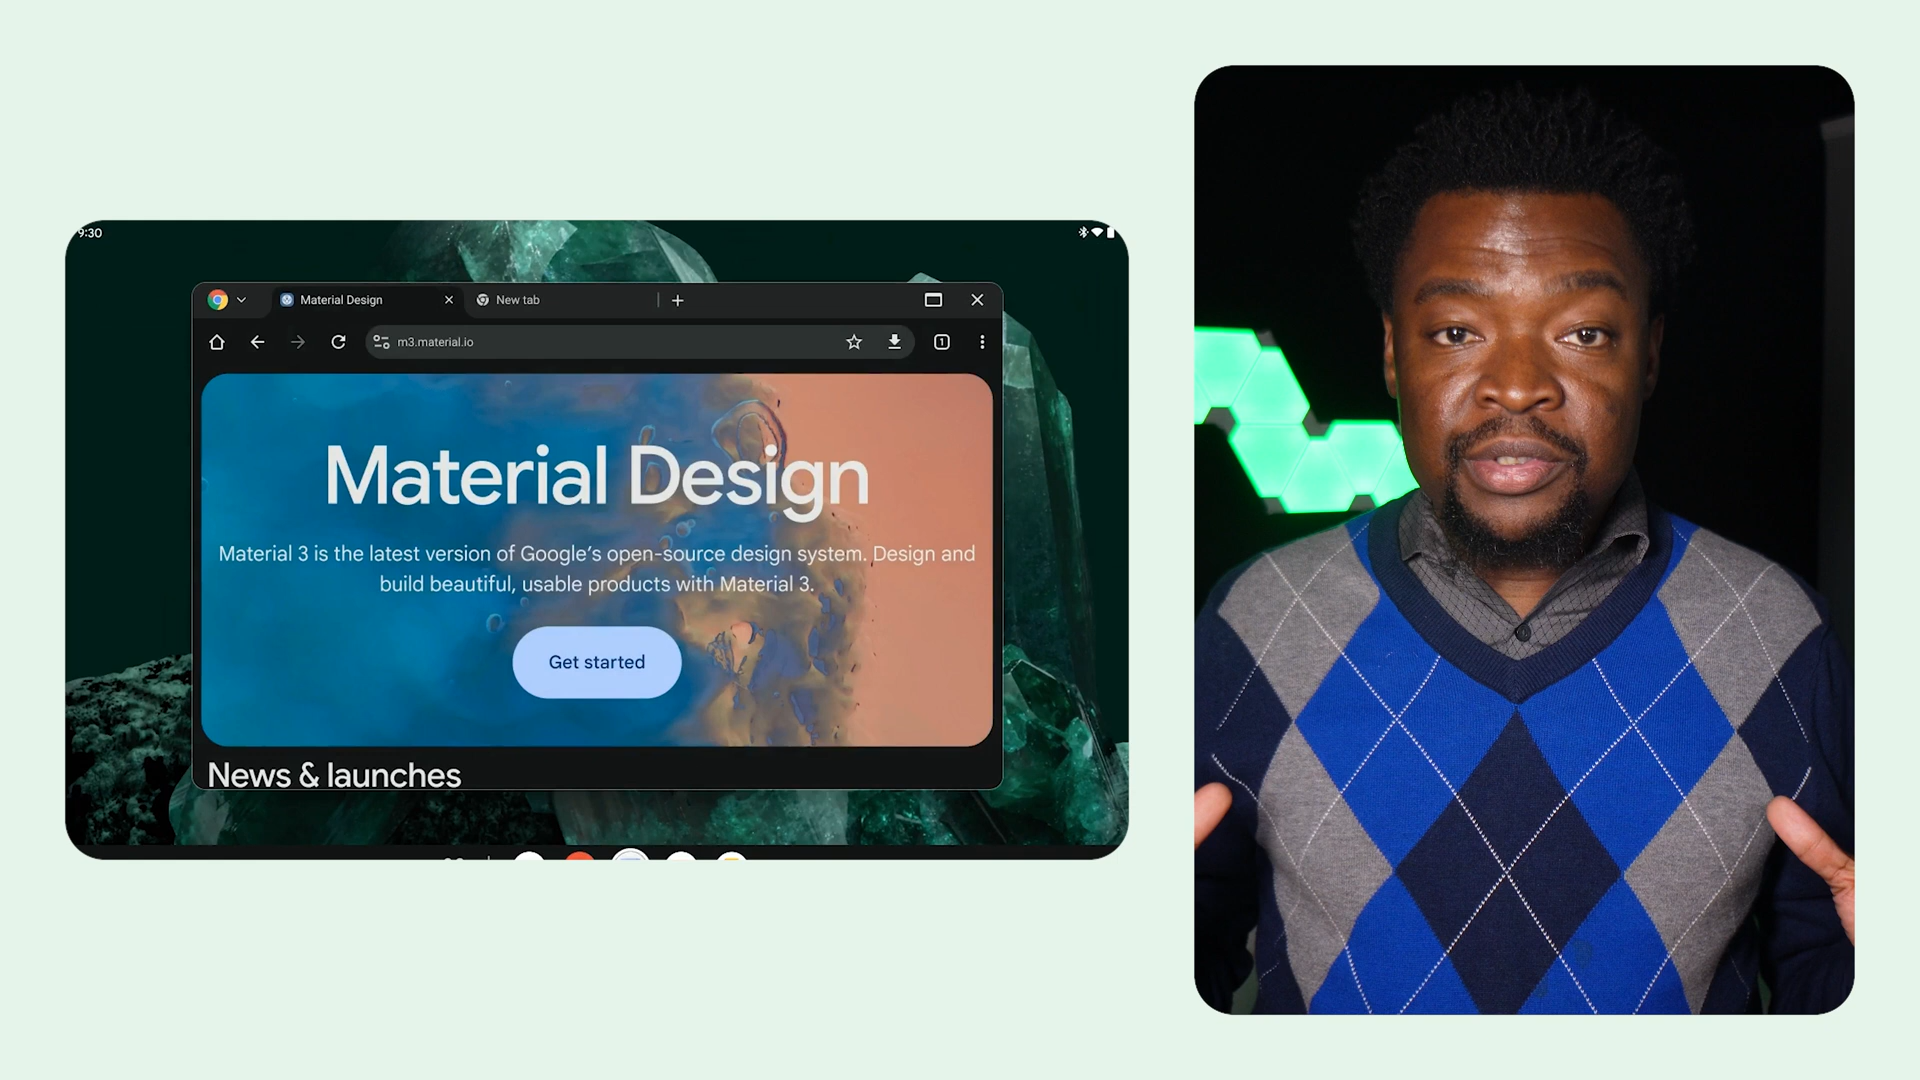 9:30
Material Design
New tab
m3.material.io
1
Material Design
Material 3 is the latest version of Google’s open-source design system. Design and
build beautiful, usable products with Material 3.
Get started
News & launches